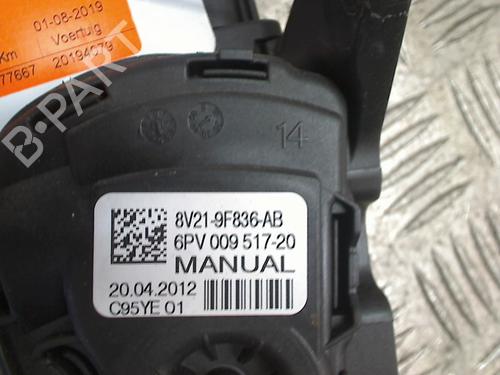 01-08-2019
Km
Voertuig
77667
20194079
B-PART
14
8V21-9F836-AB
6PV 009 517-20
MANUAL
20.04.2012
C95YE 01